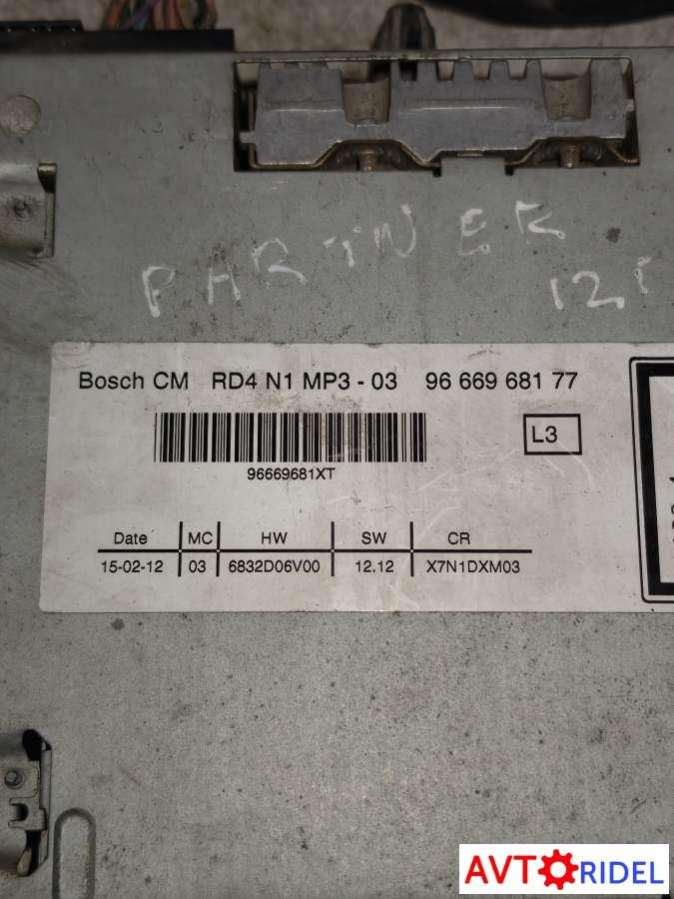 PARTNER
12г
Bosch CM RD4 N1 MP3 - 03 96 669 681 77
L3
96669681XT
Date MC HW SW CR
15-02-12 03 6832D06V00 12.12 X7N1DXM03
AVTORIDEL